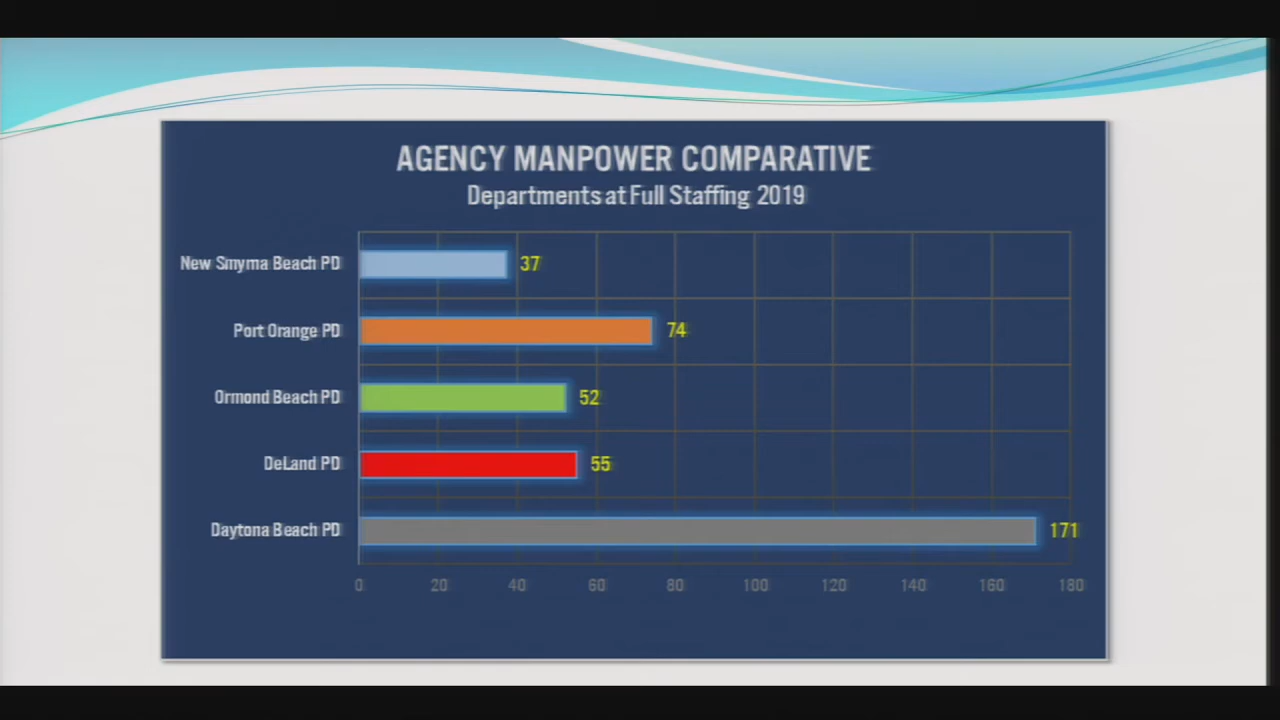 AGENCY MANPOWER COMPARATIVE
Departments at Full Staffing 2019
New Smyrna Beach PD 37
Port Orange PD 74
Ormond Beach PD 52
DeLand PD 55
Daytona Beach PD 171
0 20 40 60 80 100 120 140 160 180